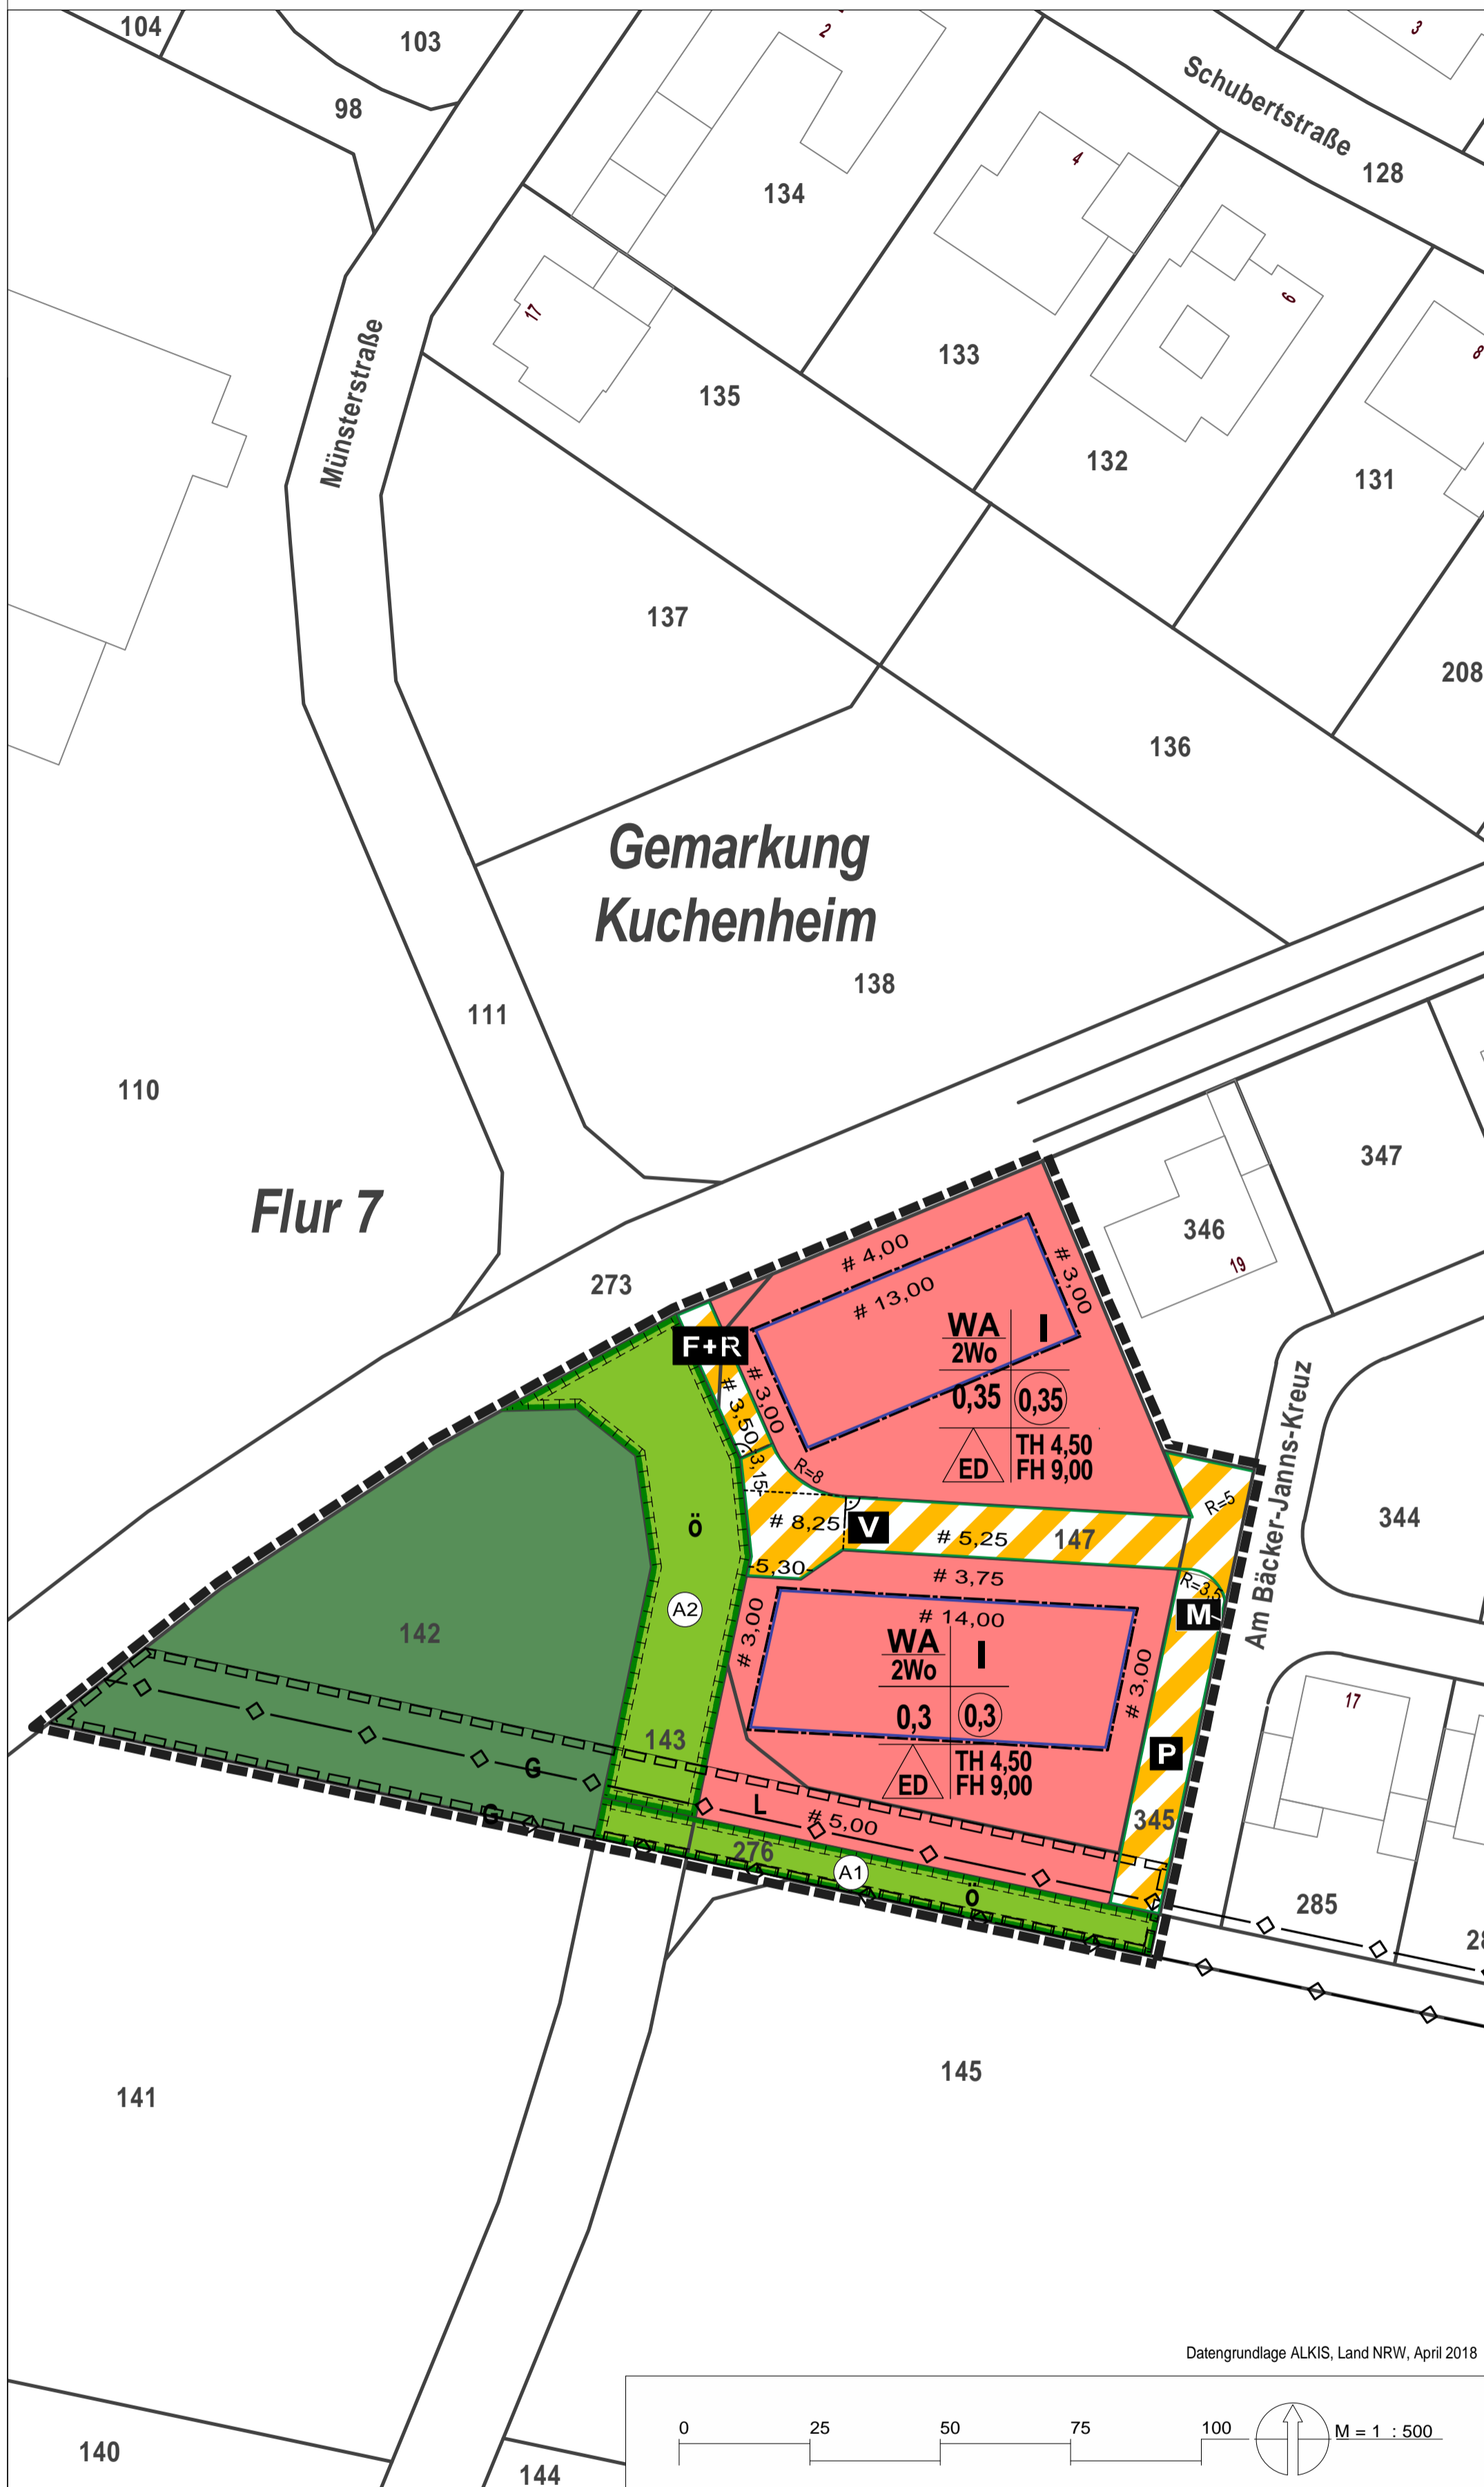 104
103
98
2
3
Schubertstraße
128
4
134
17
6
8
Münsterstraße
133
135
132
131
137
208
136
Gemarkung
Kuchenheim
138
111
110
347
Flur 7
346
19
273
# 4,00
# 3,00
# 13,00
WA
I
2Wo
F+R
# 3,00
# 3,50
0,35
0,35
ED
TH 4,50
FH 9,00
Am Bäcker-Janns-Kreuz
3,15
R=8
R=5
344
ö
# 8,25
V
# 5,25
147
5,30
# 3,75
R=3,5
M
A2
142
# 3,00
# 14,00
WA
I
2Wo
# 3,00
0,3
0,3
17
143
P
ED
TH 4,50
FH 9,00
G
G
L
# 5,00
345
276
A1
ö
285
28
145
141
Datengrundlage ALKIS, Land NRW, April 2018
0
25
50
75
100
M = 1 : 500
140
144